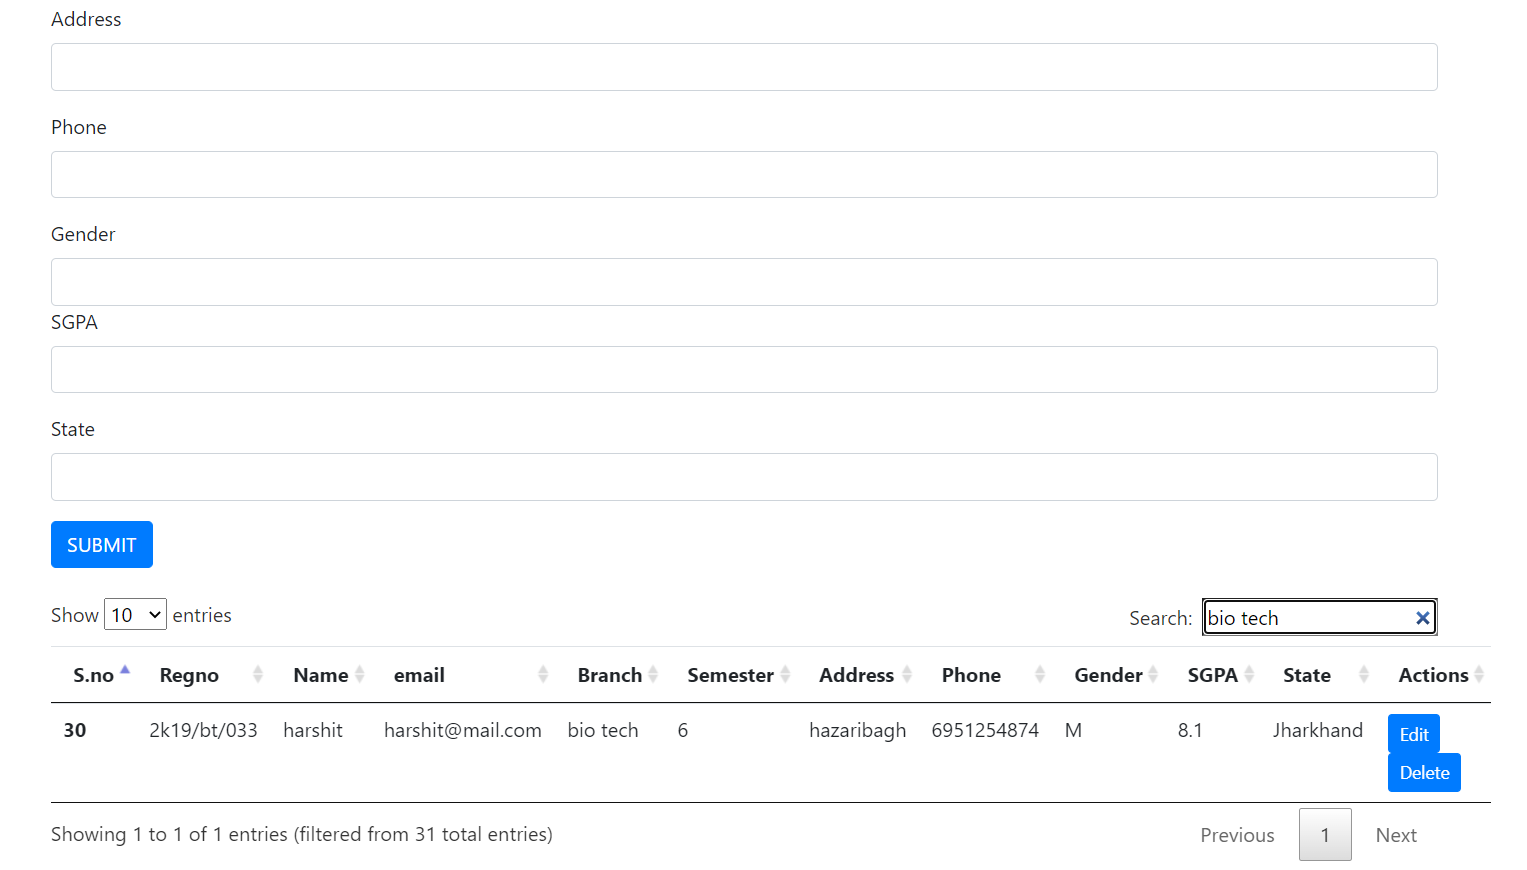 Address
Phone
Gender
SGPA
State
SUBMIT
Show 10 entries Search: bio tech
S.no Regno Name email Branch Semester Address Phone Gender SGPA State Actions
30 2k19/bt/033 harshit harshit@mail.com bio tech 6 hazaribagh 6951254874 M 8.1 Jharkhand Edit
Delete
Showing 1 to 1 of 1 entries (filtered from 31 total entries) Previous 1 Next